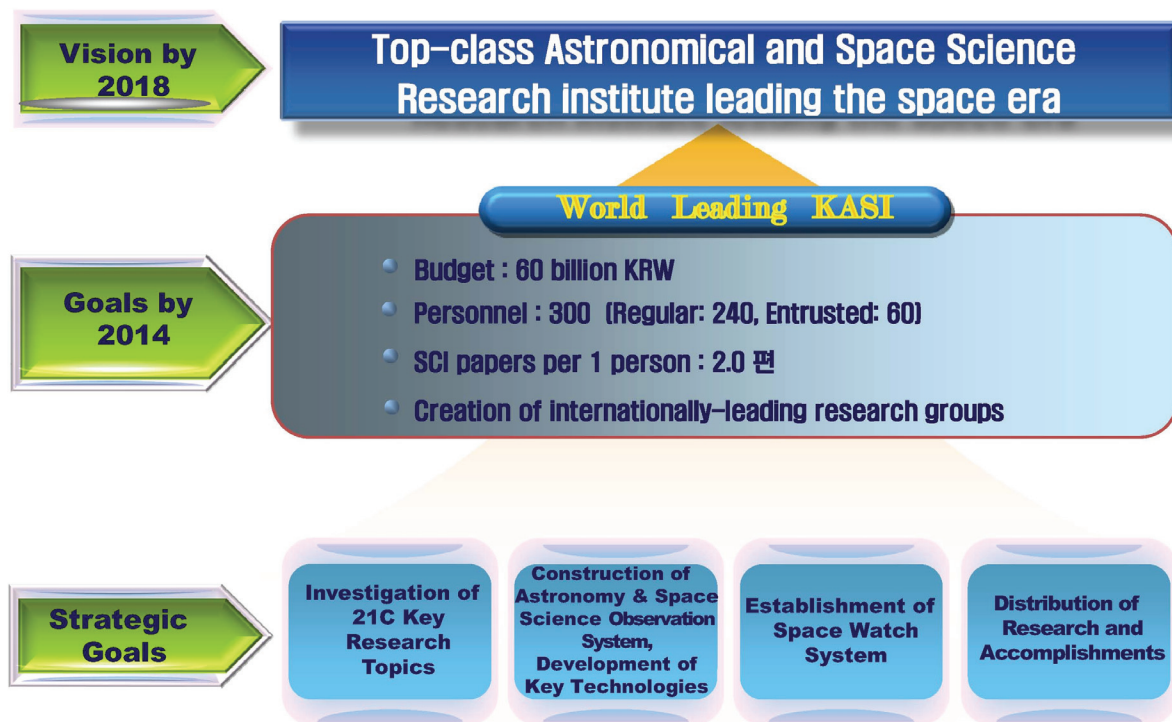 Vision by
2018
Top-class Astronomical and Space Science
Research institute leading the space era
World Leading KASI
Goals by
2014
Budget : 60 billion KRW
Personnel : 300 (Regular: 240, Entrusted: 60)
SCI papers per 1 person : 2.0 편
Creation of internationally-leading research groups
Strategic
Goals
Investigation of
21C Key
Research
Topics
Construction of
Astronomy & Space
Science Observation
System,
Development of
Key Technologies
Establishment of
Space Watch
System
Distribution of
Research and
Accomplishments